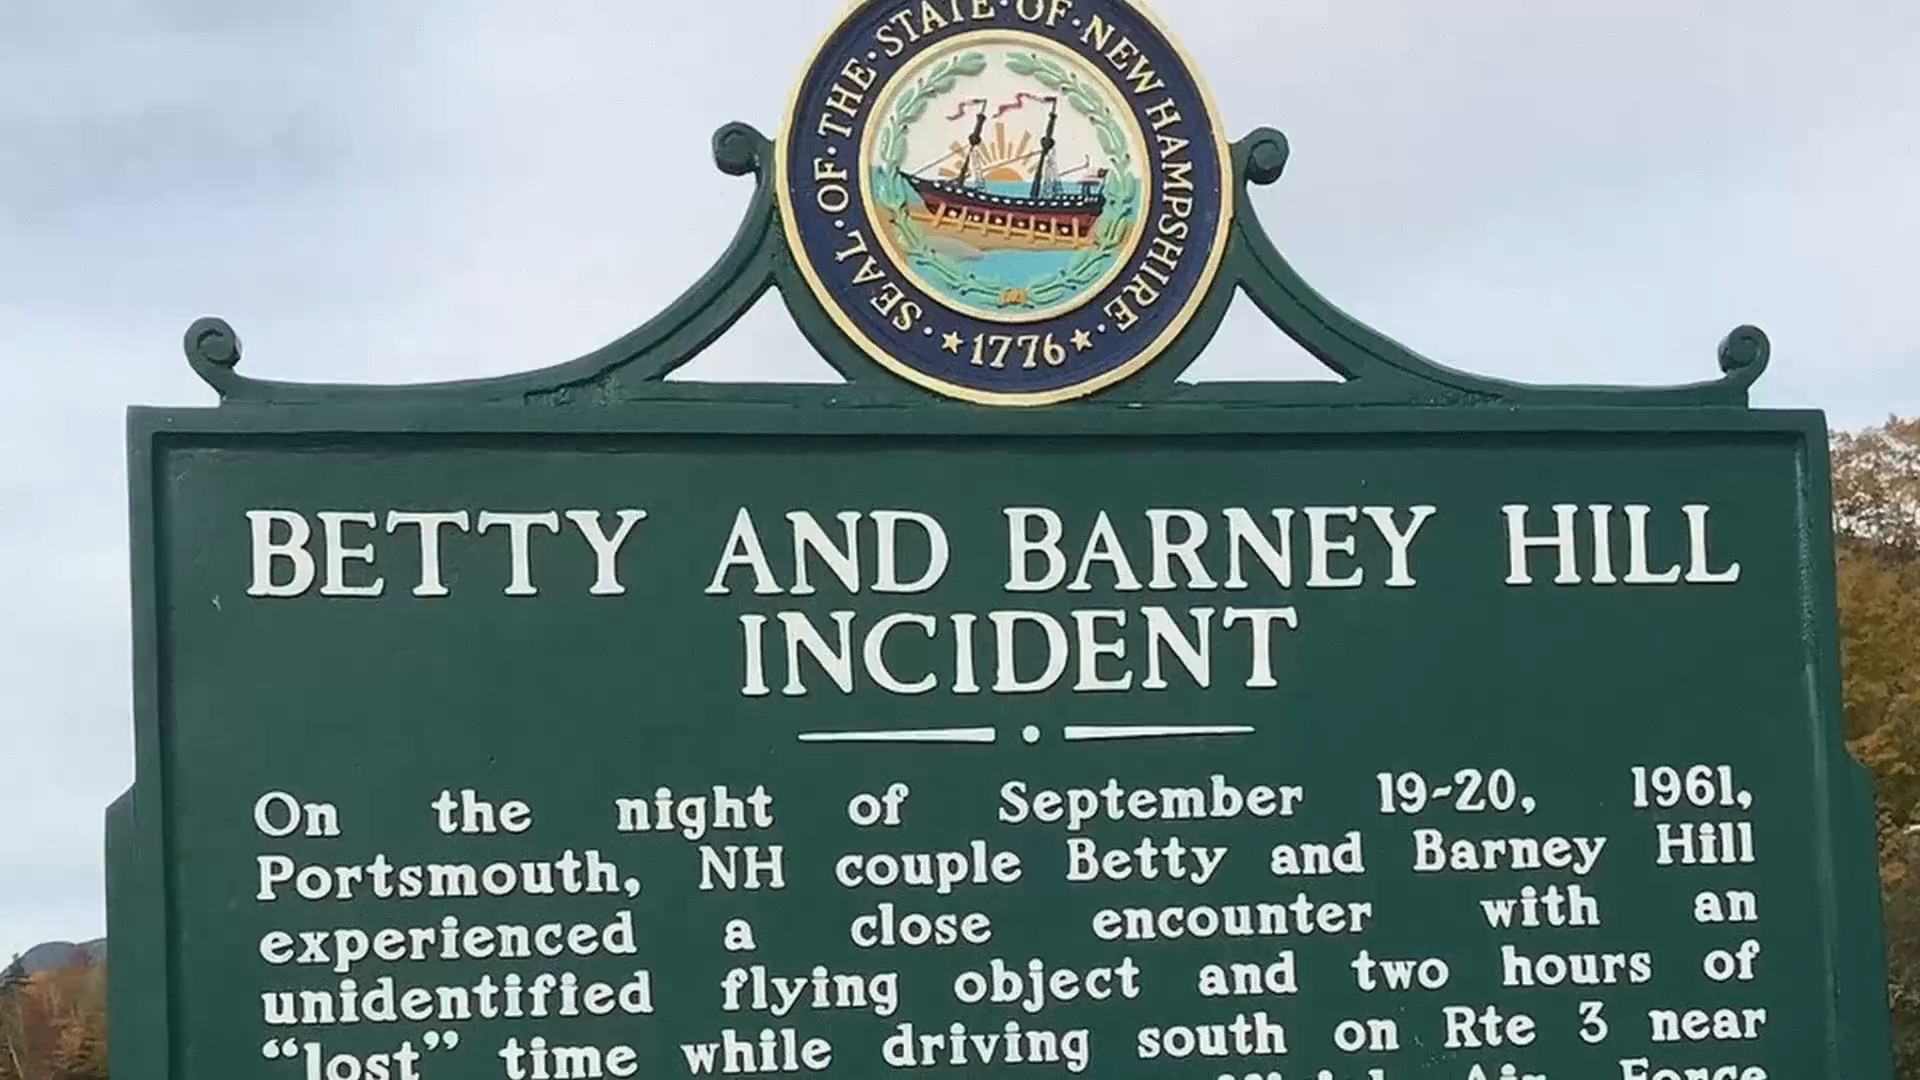 SEAL·OF·THE·STATE·OF·NEW HAMPSHIRE·
★1776★
BETTY AND BARNEY HILL
INCIDENT
On the night of September 19-20, 1961,
Portsmouth, NH couple Betty and Barney Hill
experienced a close encounter with an
unidentified flying object and two hours of
“lost” time while driving south on Rte 3 near
Air Force